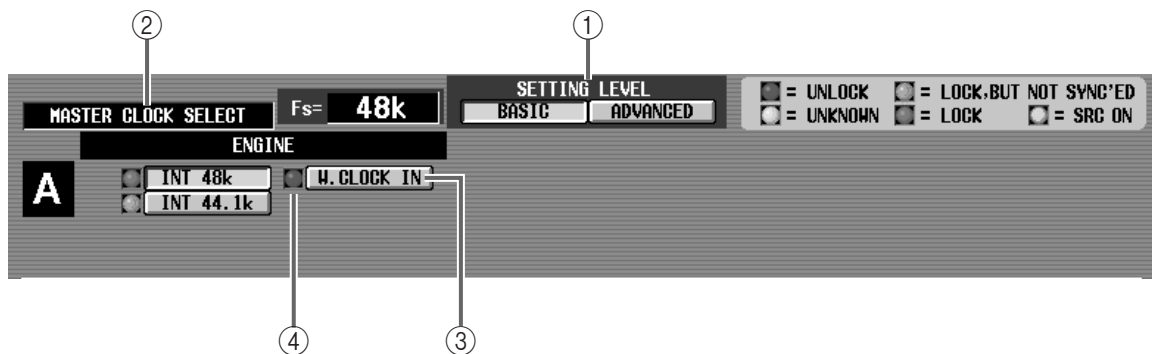 ② ①
MASTER CLOCK SELECT Fs= 48k SETTING LEVEL
BASIC ADVANCED
= UNLOCK = LOCK,BUT NOT SYNC'ED
= UNKNOWN = LOCK = SRC ON
ENGINE
A INT 48k W.CLOCK IN
INT 44.1k
④ ③